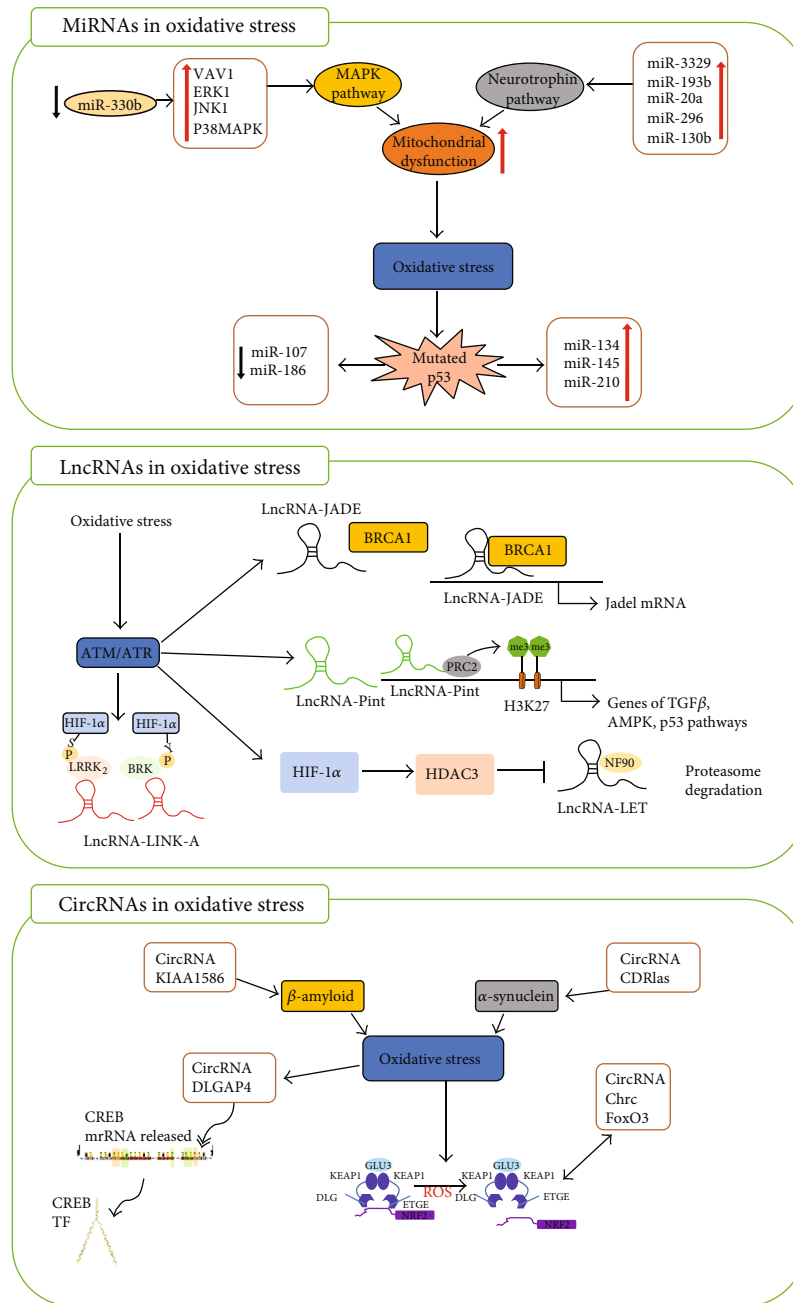 MiRNAs in oxidative stress
miR-330b
VAV1
ERK1
JNK1
P38MAPK
MAPK
pathway
Neurotrophin
pathway
miR-3329
miR-193b
miR-20a
miR-296
miR-130b
Mitochondrial
dysfunction
Oxidative stress
miR-107
miR-186
Mutated
p53
miR-134
miR-145
miR-210
LncRNAs in oxidative stress
Oxidative stress
LncRNA-JADE
BRCA1
BRCA1
LncRNA-JADE
Jadel mRNA
ATM/ATR
LncRNA-Pint
PRC2
LncRNA-Pint
me3
me3
H3K27
Genes of TGFβ,
AMPK, p53 pathways
HIF-1α
HIF-1α
P
P
LRRK2
BRK
LncRNA-LINK-A
HIF-1α
HDAC3
NF90
LncRNA-LET
Proteasome
degradation
CircRNAs in oxidative stress
CircRNA
KIAA1586
β-amyloid
α-synuclein
CircRNA
CDRlas
Oxidative stress
CircRNA
DLGAP4
CircRNA
Chrc
FoxO3
CREB
mrRNA released
CREB
TF
GLU3
KEAP1
KEAP1
DLG
ETGE
NRF2
ROS
GLU3
KEAP1
KEAP1
DLG
ETGE
NRF2